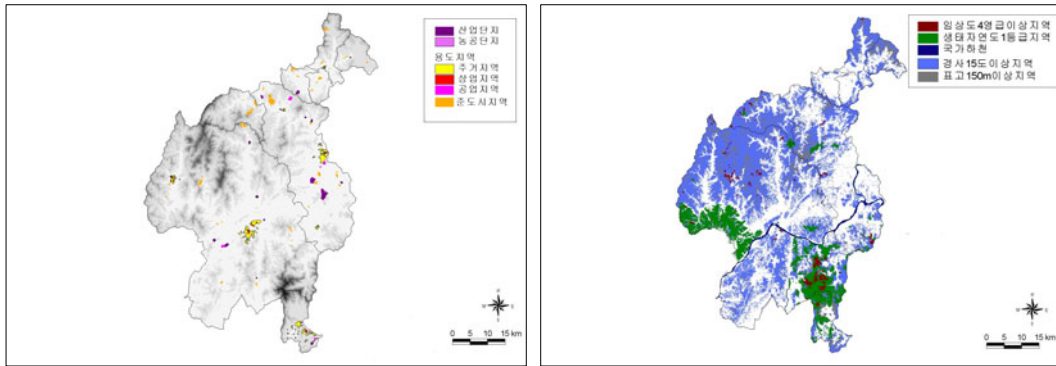 산업단지
농공단지
용도지역
주거지역
상업지역
공업지역
준도시지역
0 5 10 15 km
임상도4영급이상지역
생태자연도1등급지역
국가하천
경사15도이상지역
표고150m이상지역
0 5 10 15 km